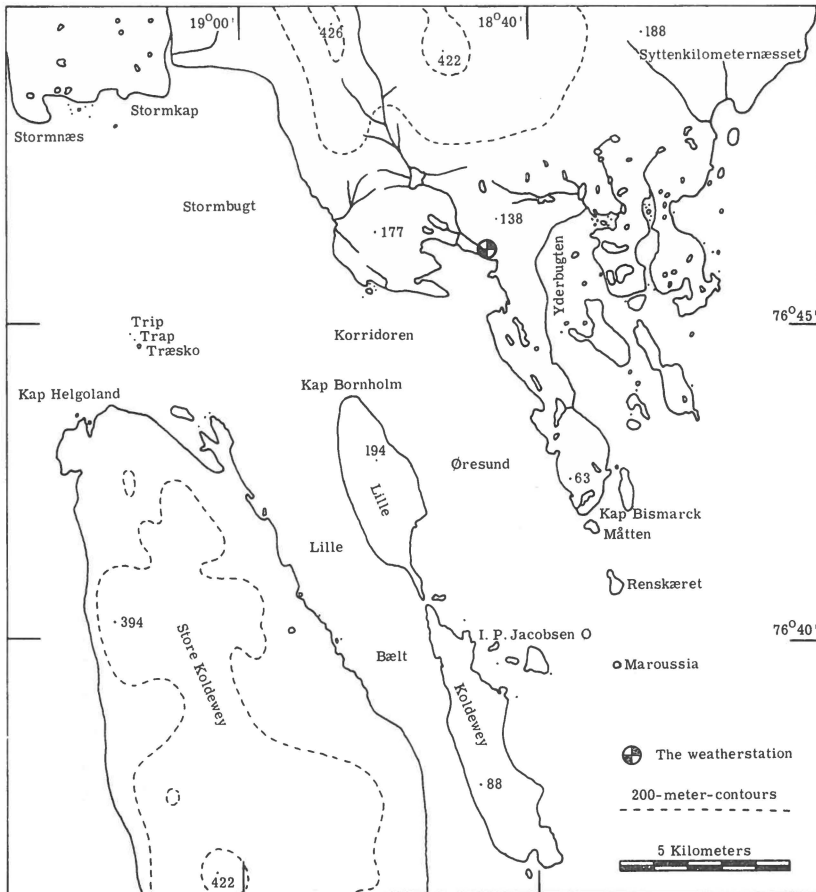 19°00'
18°40'
426
422
188
Syttenkilometernæsset
Stormkap
Stormnæs
Stormbugt
177
138
Yderbugten
76°45'
Trip
Trap
Træsko
Korridoren
Kap Helgoland
Kap Bornholm
194
Lille
Øresund
63
Kap Bismarck
Måtten
Lille
Renskæret
394
Store Koldewey
I. P. Jacobsen O
76°40'
Bælt
Koldewey
Maroussia
The weatherstation
88
200-meter-contours
5 Kilometers
422